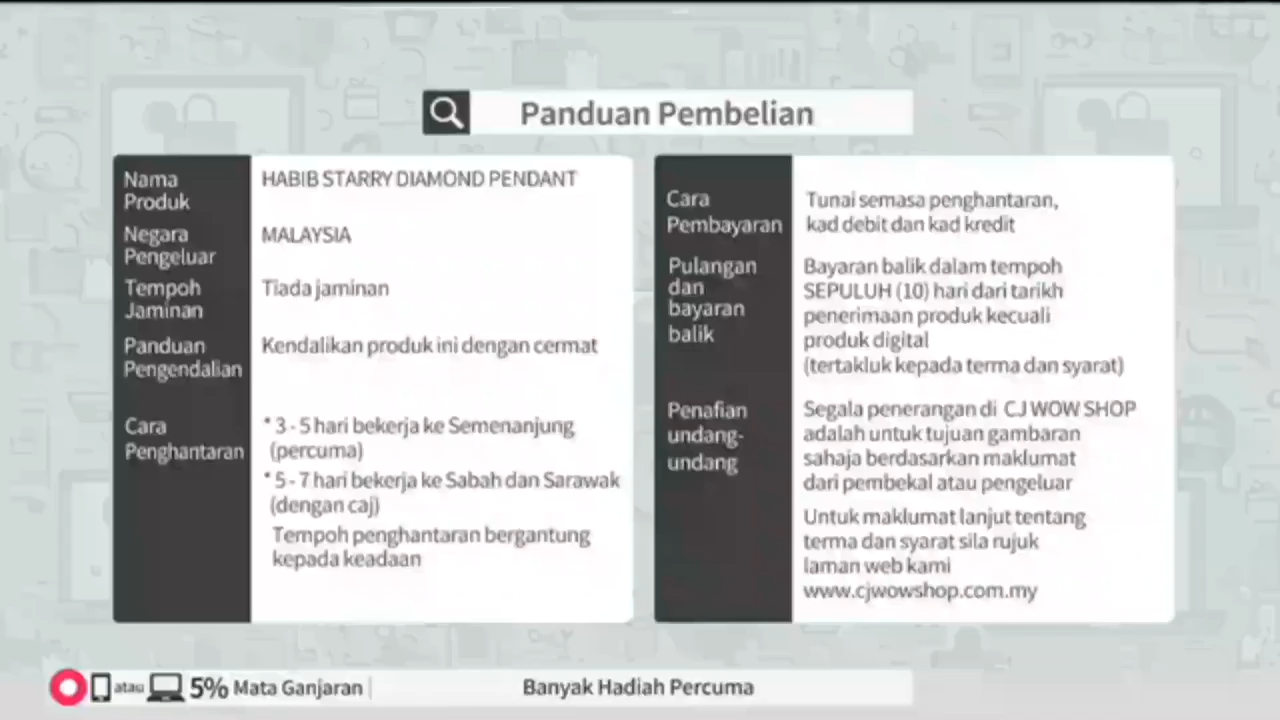 Panduan Pembelian
Nama
Produk
HABIB STARRY DIAMOND PENDANT
Negara
Pengeluar
MALAYSIA
Tempoh
Jaminan
Tiada jaminan
Panduan
Pengendalian
Kendalikan produk ini dengan cermat
Cara
Penghantaran
* 3 - 5 hari bekerja ke Semenanjung
(percuma)
* 5 - 7 hari bekerja ke Sabah dan Sarawak
(dengan caj)
Tempoh penghantaran bergantung
kepada keadaan
Cara
Pembayaran
Tunai semasa penghantaran,
kad debit dan kad kredit
Pulangan
dan
bayaran
balik
Bayaran balik dalam tempoh
SEPULUH (10) hari dari tarikh
penerimaan produk kecuali
produk digital
(tertakluk kepada terma dan syarat)
Penafian
undang-
undang
Segala penerangan di CJ WOW SHOP
adalah untuk tujuan gambaran
sahaja berdasarkan maklumat
dari pembekal atau pengeluar
Untuk maklumat lanjut tentang
terma dan syarat sila rujuk
laman web kami
www.cjwowshop.com.my
atau 5% Mata Ganjaran
Banyak Hadiah Percuma